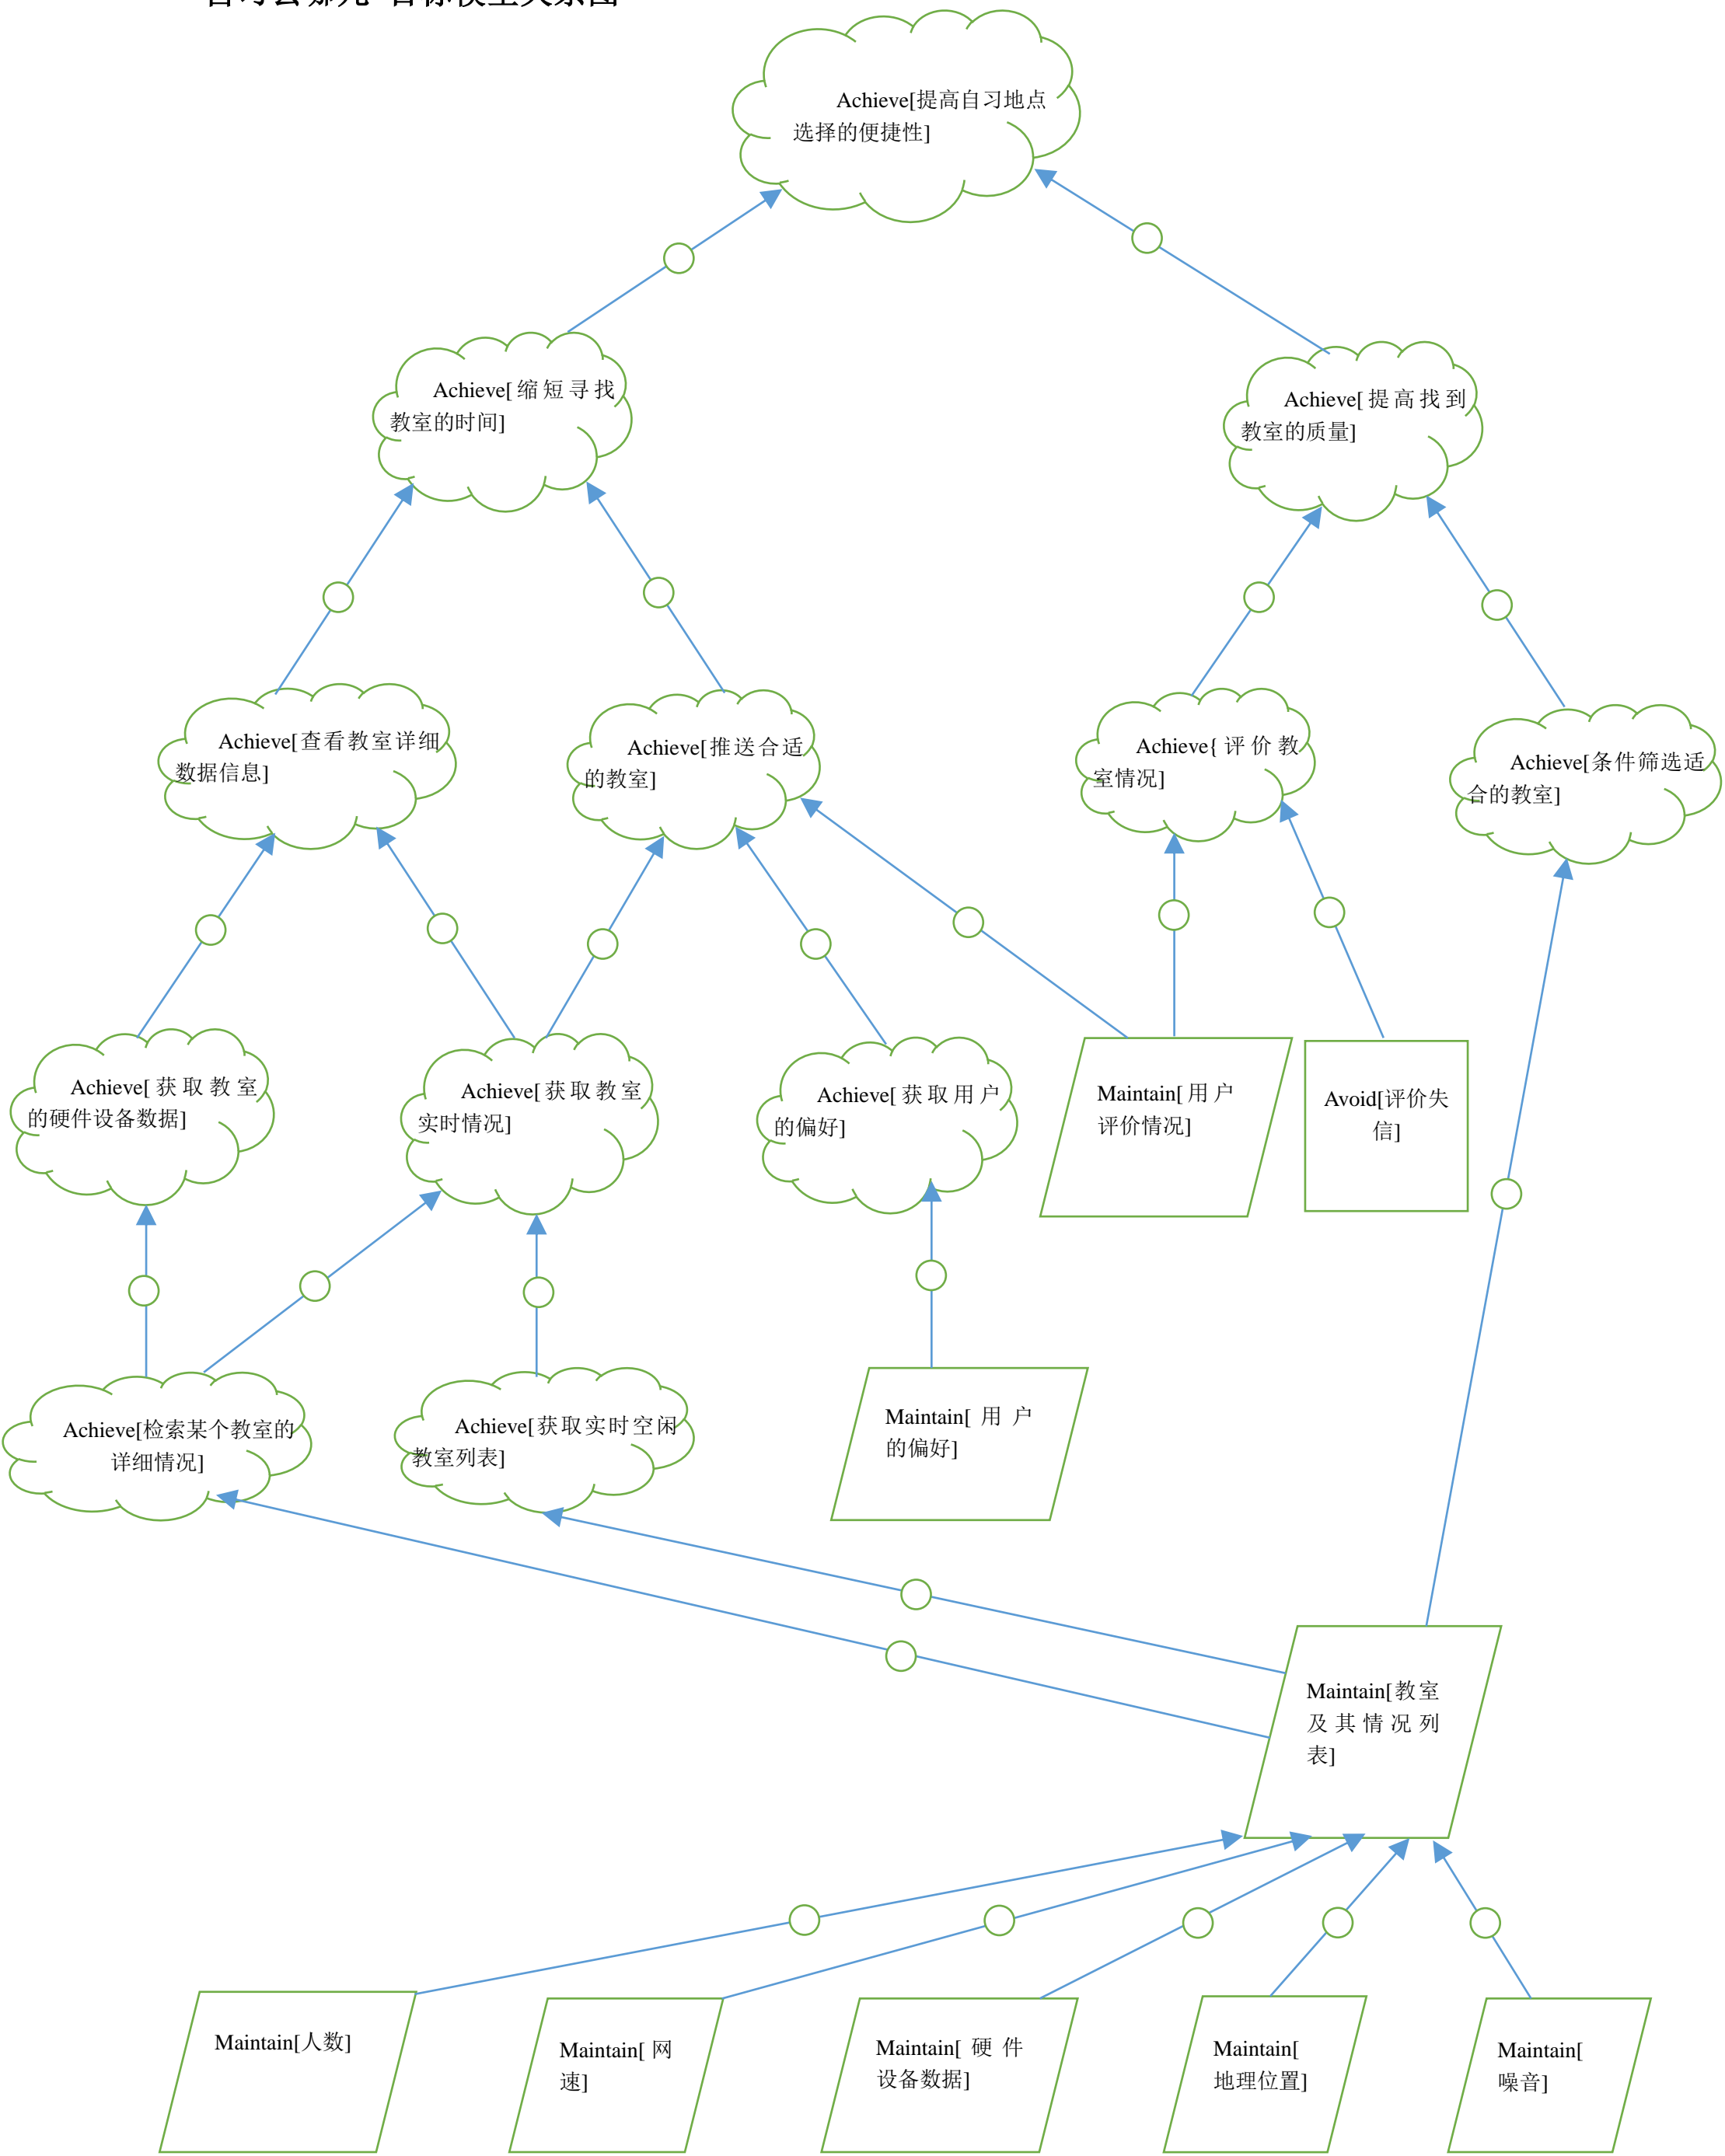 Achieve[提高自习地点
选择的便捷性]
Achieve[缩短寻找
教室的时间]
Achieve[提高找到
教室的质量]
Achieve[查看教室详细
数据信息]
Achieve[推送合适
的教室]
Achieve{评价教
室情况]
Achieve[条件筛选适
合的教室]
Achieve[获取教室
的硬件设备数据]
Achieve[获取教室
实时情况]
Achieve[获取用户
的偏好]
Maintain[用户
评价情况]
Avoid[评价失
信]
Achieve[检索某个教室的
详细情况]
Achieve[获取实时空闲
教室列表]
Maintain[用户
的偏好]
Maintain[教室
及其情况列
表]
Maintain[人数]
Maintain[网
速]
Maintain[硬件
设备数据]
Maintain[
地理位置]
Maintain[
噪音]